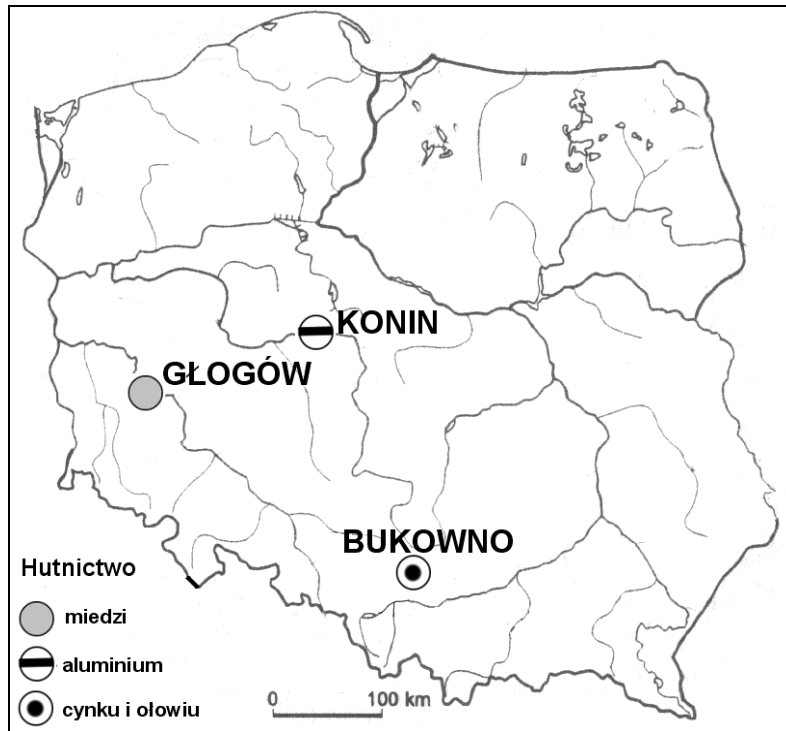 KONIN
GŁOGÓW
BUKOWNO
Hutnictwo
miedzi
aluminium
cynku i ołowiu
0 100 km